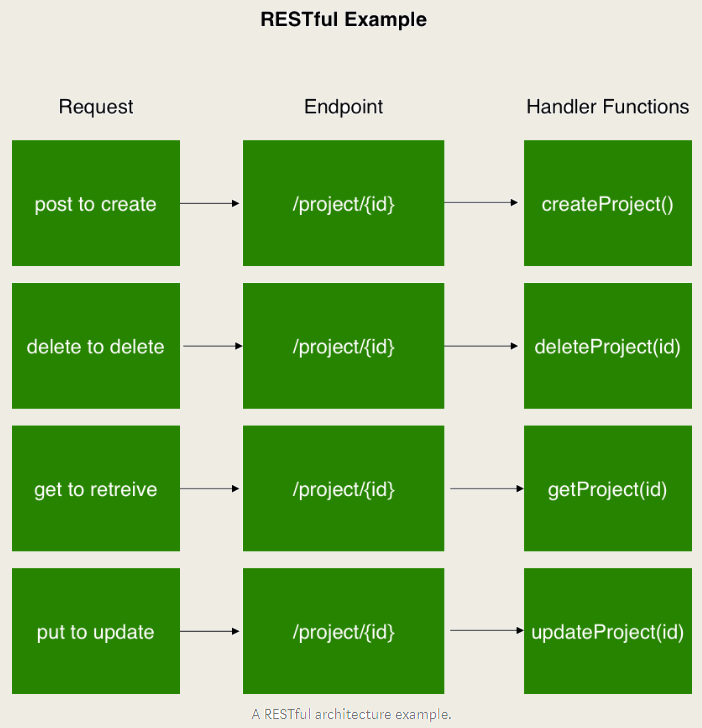 RESTful Example
Request
Endpoint
Handler Functions
post to create
/project/{id}
createProject()
delete to delete
/project/{id}
deleteProject(id)
get to retreive
/project/{id}
getProject(id)
put to update
/project/{id}
updateProject(id)
A RESTful architecture example.